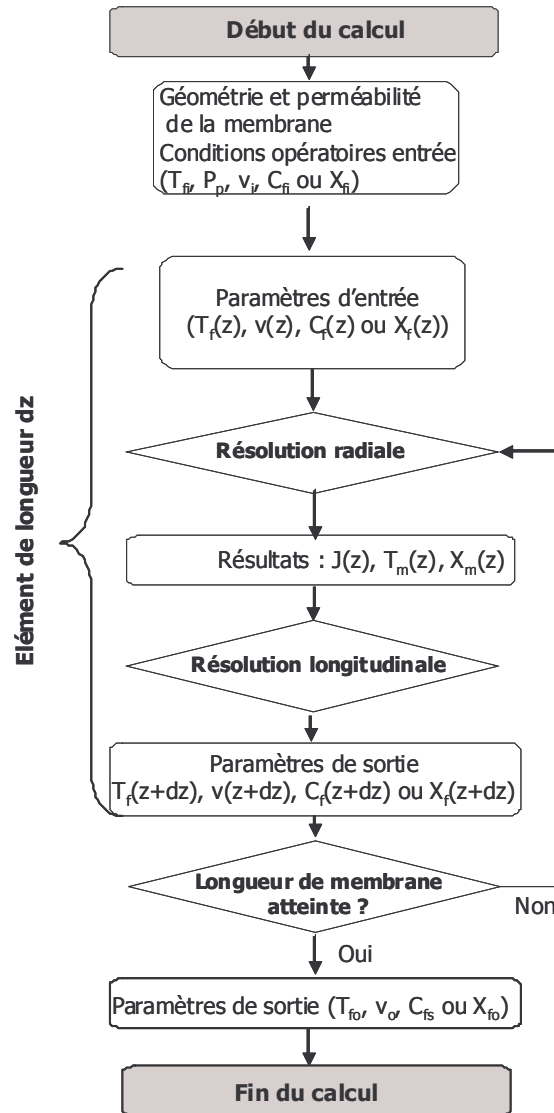 Début du calcul
Géométrie et perméabilité
de la membrane
Conditions opératoires entrée
(T_fi, P_p, v_i, C_fi ou X_fi)
Paramètres d'entrée
(T_f(z), v(z), C_f(z) ou X_f(z))
Résolution radiale
Résultats : J(z), T_m(z), X_m(z)
Résolution longitudinale
Paramètres de sortie
T_f(z+dz), v(z+dz), C_f(z+dz) ou X_f(z+dz)
Elément de longueur dz
Longueur de membrane
atteinte ?
Non
Oui
Paramètres de sortie (T_fo, v_o, C_fs ou X_fo)
Fin du calcul